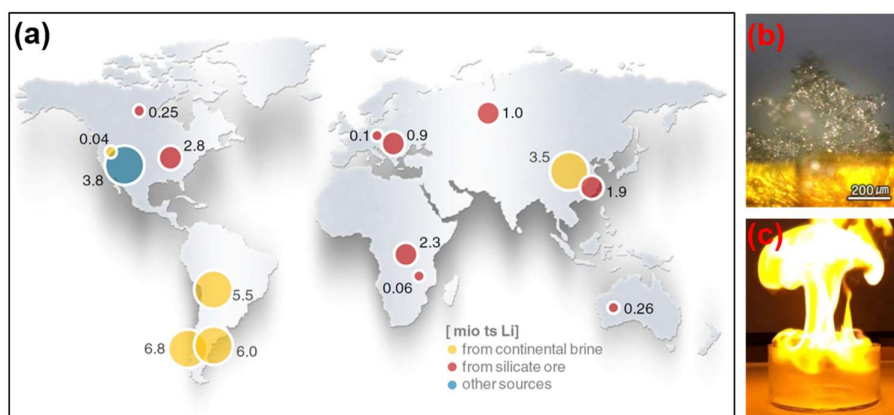 (a)
0.25
0.04
2.8
3.8
0.1
0.9
1.0
3.5
1.9
2.3
0.06
0.26
5.5
6.8
6.0
[ mio ts Li]
from continental brine
from silicate ore
other sources
(b)
200 μm
(c)